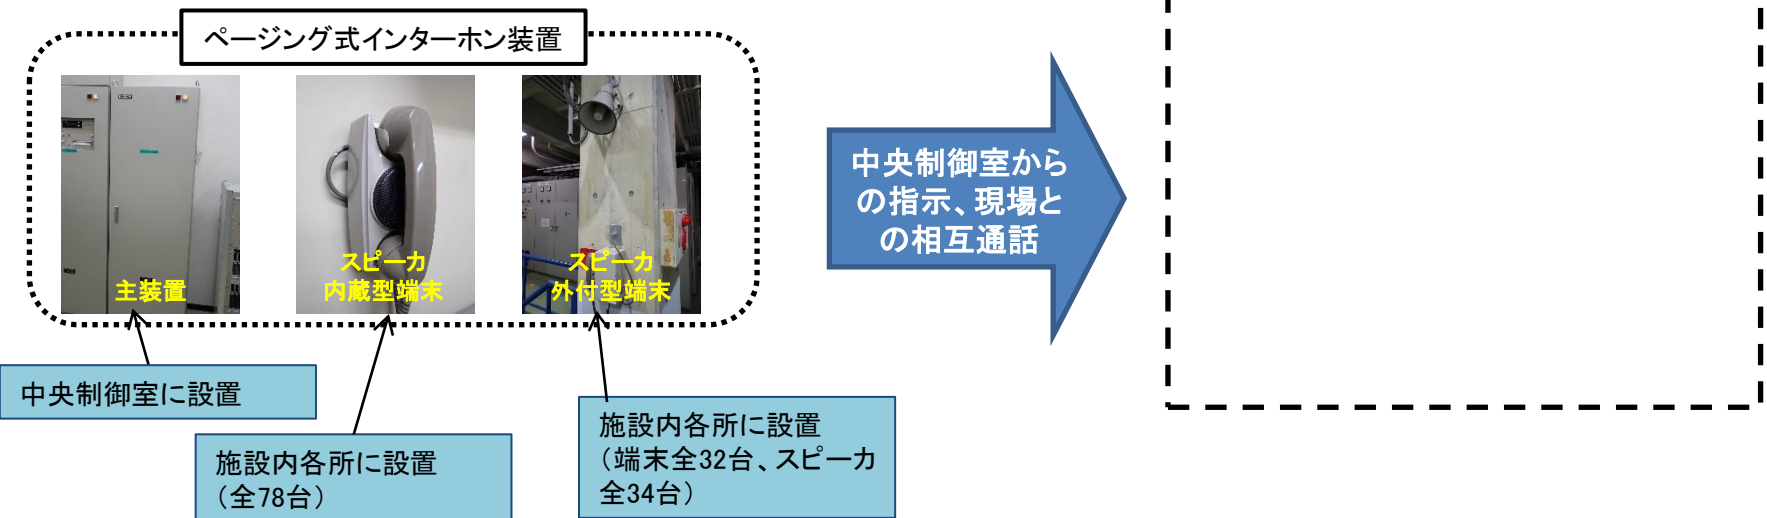 ページング式インターホン装置
主装置
スピーカ
内蔵型端末
スピーカ
外付型端末
中央制御室から
の指示、現場と
の相互通話
中央制御室に設置
施設内各所に設置
（全78台）
施設内各所に設置
（端末全32台、スピーカ
全34台）